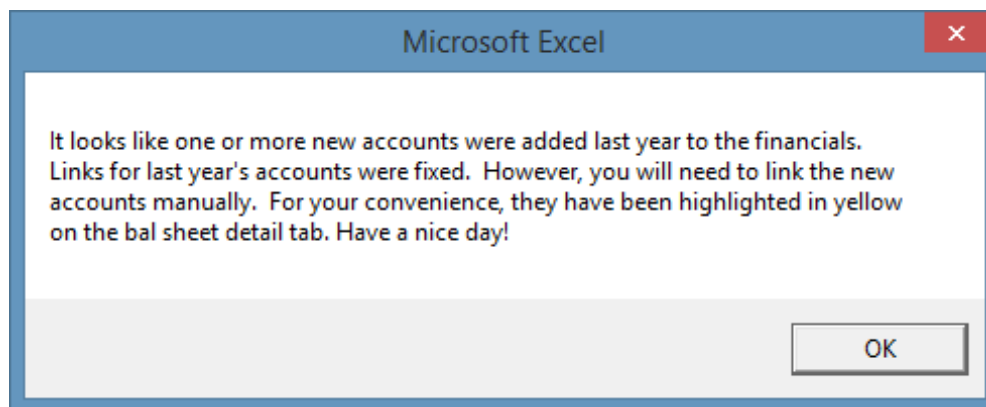 Microsoft Excel
It looks like one or more new accounts were added last year to the financials.
Links for last year's accounts were fixed.  However, you will need to link the new
accounts manually.  For your convenience, they have been highlighted in yellow
on the bal sheet detail tab. Have a nice day!
OK